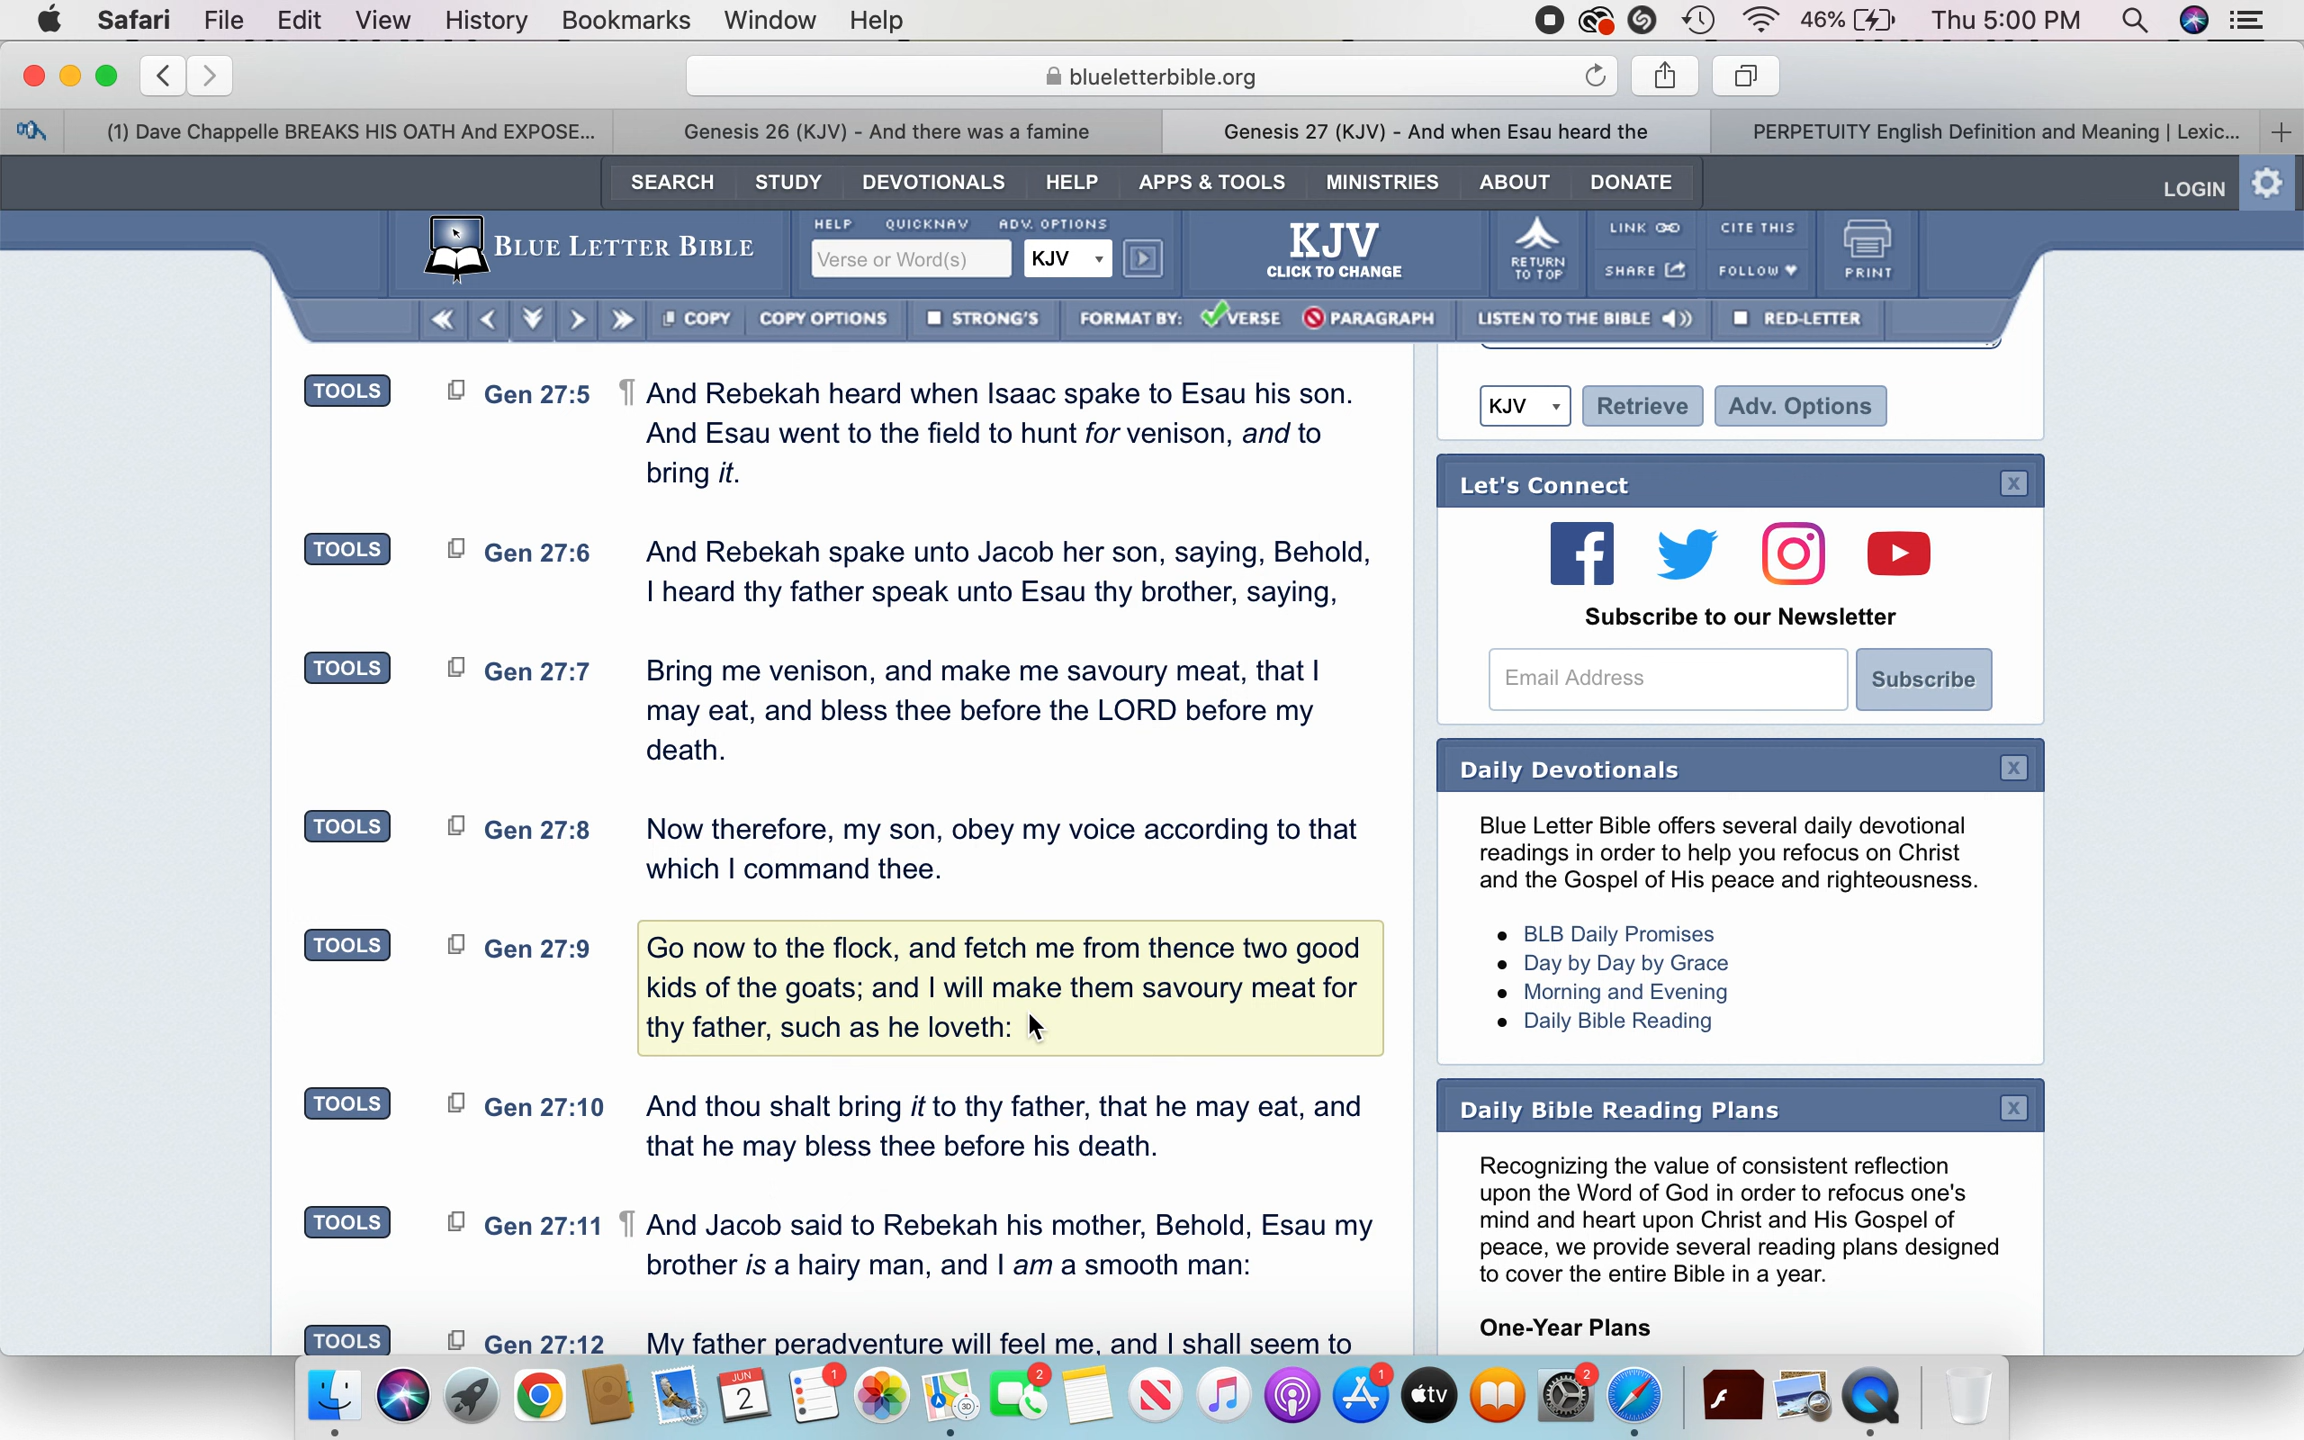 Safari File Edit View History Bookmarks Window Help 46% Thu 5:00 PM
blueletterbible.org
(1) Dave Chappelle BREAKS HIS OATH And EXPOSE... Genesis 26 (KJV) - And there was a famine Genesis 27 (KJV) - And when Esau heard the PERPETUITY English Definition and Meaning | Lexic...
SEARCH STUDY DEVOTIONALS HELP APPS & TOOLS MINISTRIES ABOUT DONATE LOGIN
HELP QUICKNAV ADV. OPTIONS
BLUE LETTER BIBLE
Verse or Word(s) KJV
KJV
CLICK TO CHANGE
RETURN
TO TOP
LINK CITE THIS
SHARE FOLLOW PRINT
COPY COPY OPTIONS STRONG'S FORMAT BY: VERSE PARAGRAPH LISTEN TO THE BIBLE RED-LETTER
TOOLS Gen 27:5 ¶ And Rebekah heard when Isaac spake to Esau his son.
And Esau went to the field to hunt for venison, and to
bring it.
TOOLS Gen 27:6 And Rebekah spake unto Jacob her son, saying, Behold,
I heard thy father speak unto Esau thy brother, saying,
TOOLS Gen 27:7 Bring me venison, and make me savoury meat, that I
may eat, and bless thee before the LORD before my
death.
TOOLS Gen 27:8 Now therefore, my son, obey my voice according to that
which I command thee.
TOOLS Gen 27:9 Go now to the flock, and fetch me from thence two good
kids of the goats; and I will make them savoury meat for
thy father, such as he loveth:
TOOLS Gen 27:10 And thou shalt bring it to thy father, that he may eat, and
that he may bless thee before his death.
TOOLS Gen 27:11 ¶ And Jacob said to Rebekah his mother, Behold, Esau my
brother is a hairy man, and I am a smooth man:
TOOLS Gen 27:12 My father peradventure will feel me, and I shall seem to
KJV Retrieve Adv. Options
Let's Connect X
Subscribe to our Newsletter
Email Address Subscribe
Daily Devotionals X
Blue Letter Bible offers several daily devotional
readings in order to help you refocus on Christ
and the Gospel of His peace and righteousness.
BLB Daily Promises
Day by Day by Grace
Morning and Evening
Daily Bible Reading
Daily Bible Reading Plans X
Recognizing the value of consistent reflection
upon the Word of God in order to refocus one's
mind and heart upon Christ and His Gospel of
peace, we provide several reading plans designed
to cover the entire Bible in a year.
One-Year Plans
JUN
2
1
3D
2
1
tv
2